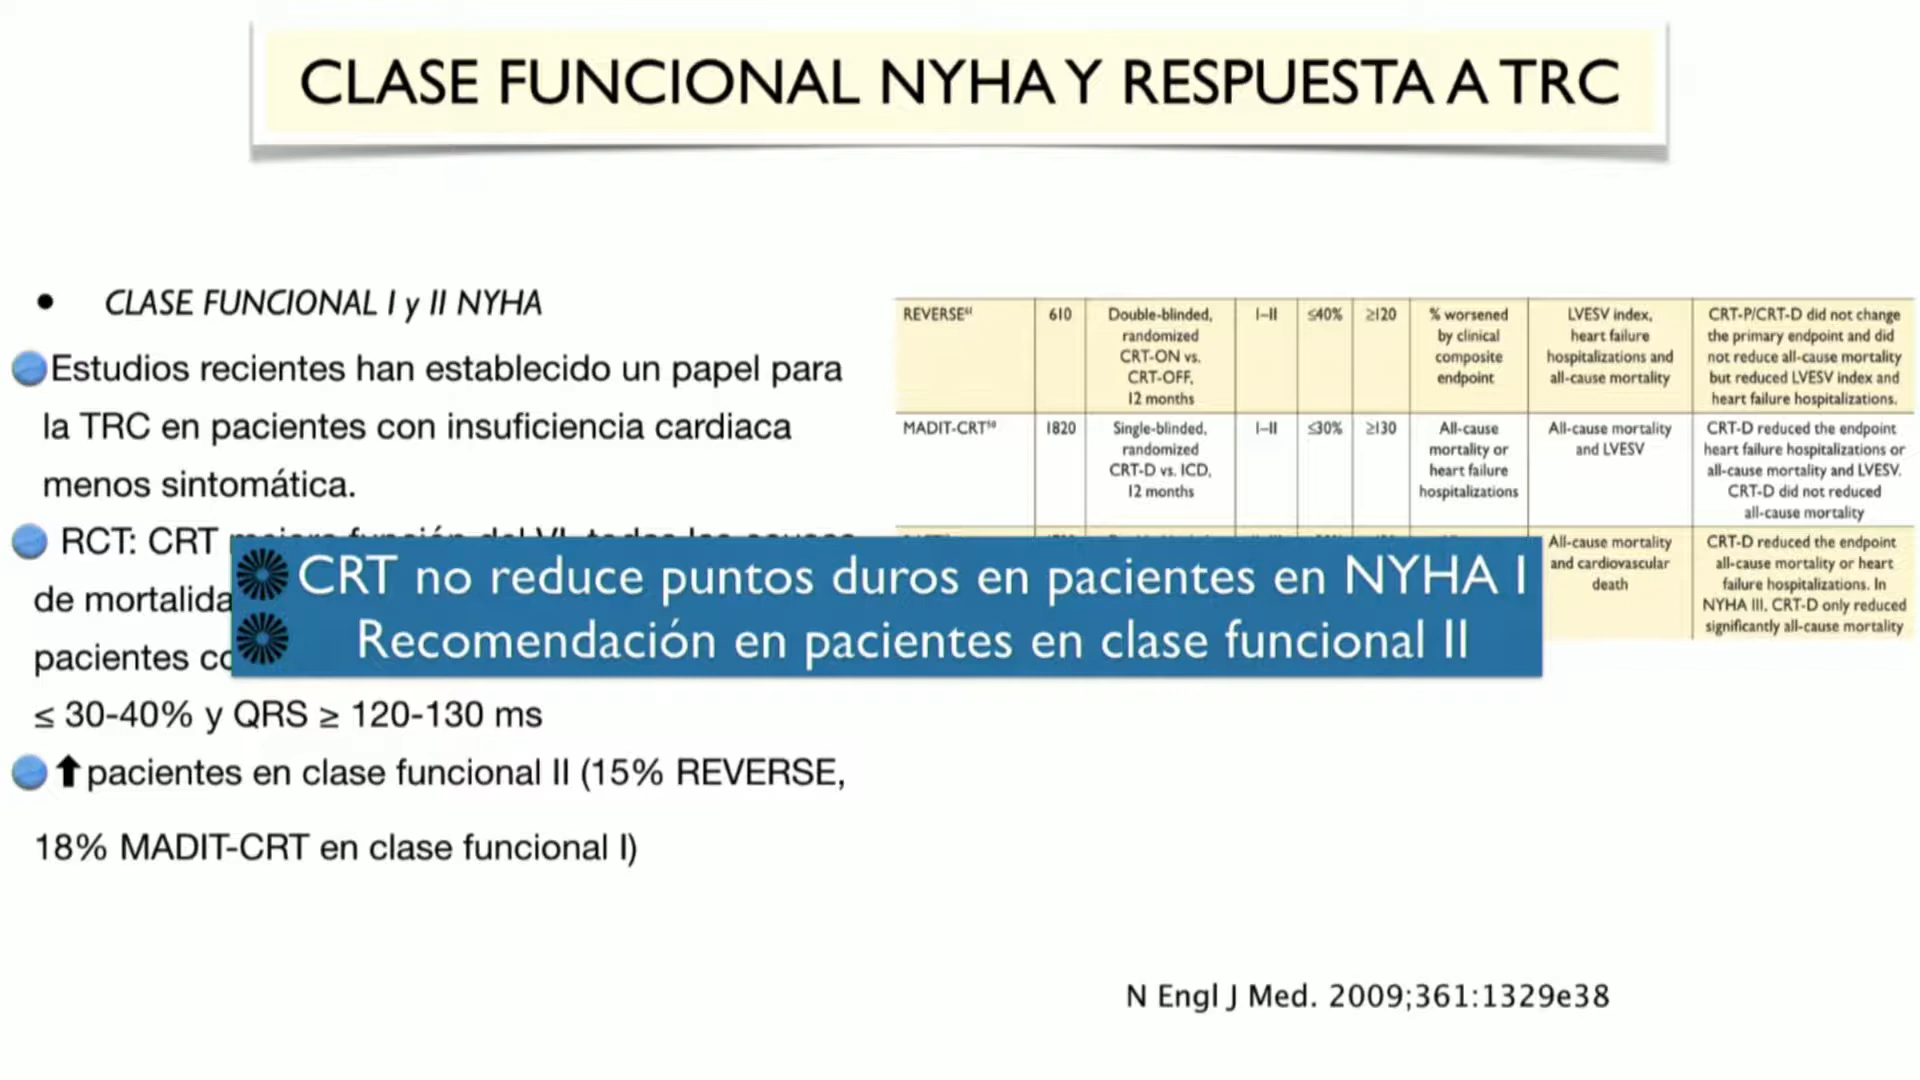 CLASE FUNCIONAL NYHA Y RESPUESTA A TRC
• CLASE FUNCIONAL I y II NYHA
Estudios recientes han establecido un papel para
la TRC en pacientes con insuficiencia cardiaca
menos sintomática.
RCT: CRT
de mortalida
pacientes co
≤ 30-40% y QRS ≥ 120-130 ms
⬆pacientes en clase funcional II (15% REVERSE,
18% MADIT-CRT en clase funcional I)
CRT no reduce puntos duros en pacientes en NYHA I
Recomendación en pacientes en clase funcional II
REVERSE⁶¹
610
Double-blinded,
randomized
CRT-ON vs.
CRT-OFF,
12 months
I–II
≤40%
≥120
% worsened
by clinical
composite
endpoint
LVESV index,
heart failure
hospitalizations and
all-cause mortality
CRT-P/CRT-D did not change
the primary endpoint and did
not reduce all-cause mortality
but reduced LVESV index and
heart failure hospitalizations.
MADIT-CRT⁵⁰
1820
Single-blinded,
randomized
CRT-D vs. ICD,
12 months
I–II
≤30%
≥130
All-cause
mortality or
heart failure
hospitalizations
All-cause mortality
and LVESV
CRT-D reduced the endpoint
heart failure hospitalizations or
all-cause mortality and LVESV.
CRT-D did not reduced
all-cause mortality
All-cause mortality
and cardiovascular
death
CRT-D reduced the endpoint
all-cause mortality or heart
failure hospitalizations. In
NYHA III, CRT-D only reduced
significantly all-cause mortality
N Engl J Med. 2009;361:1329e38